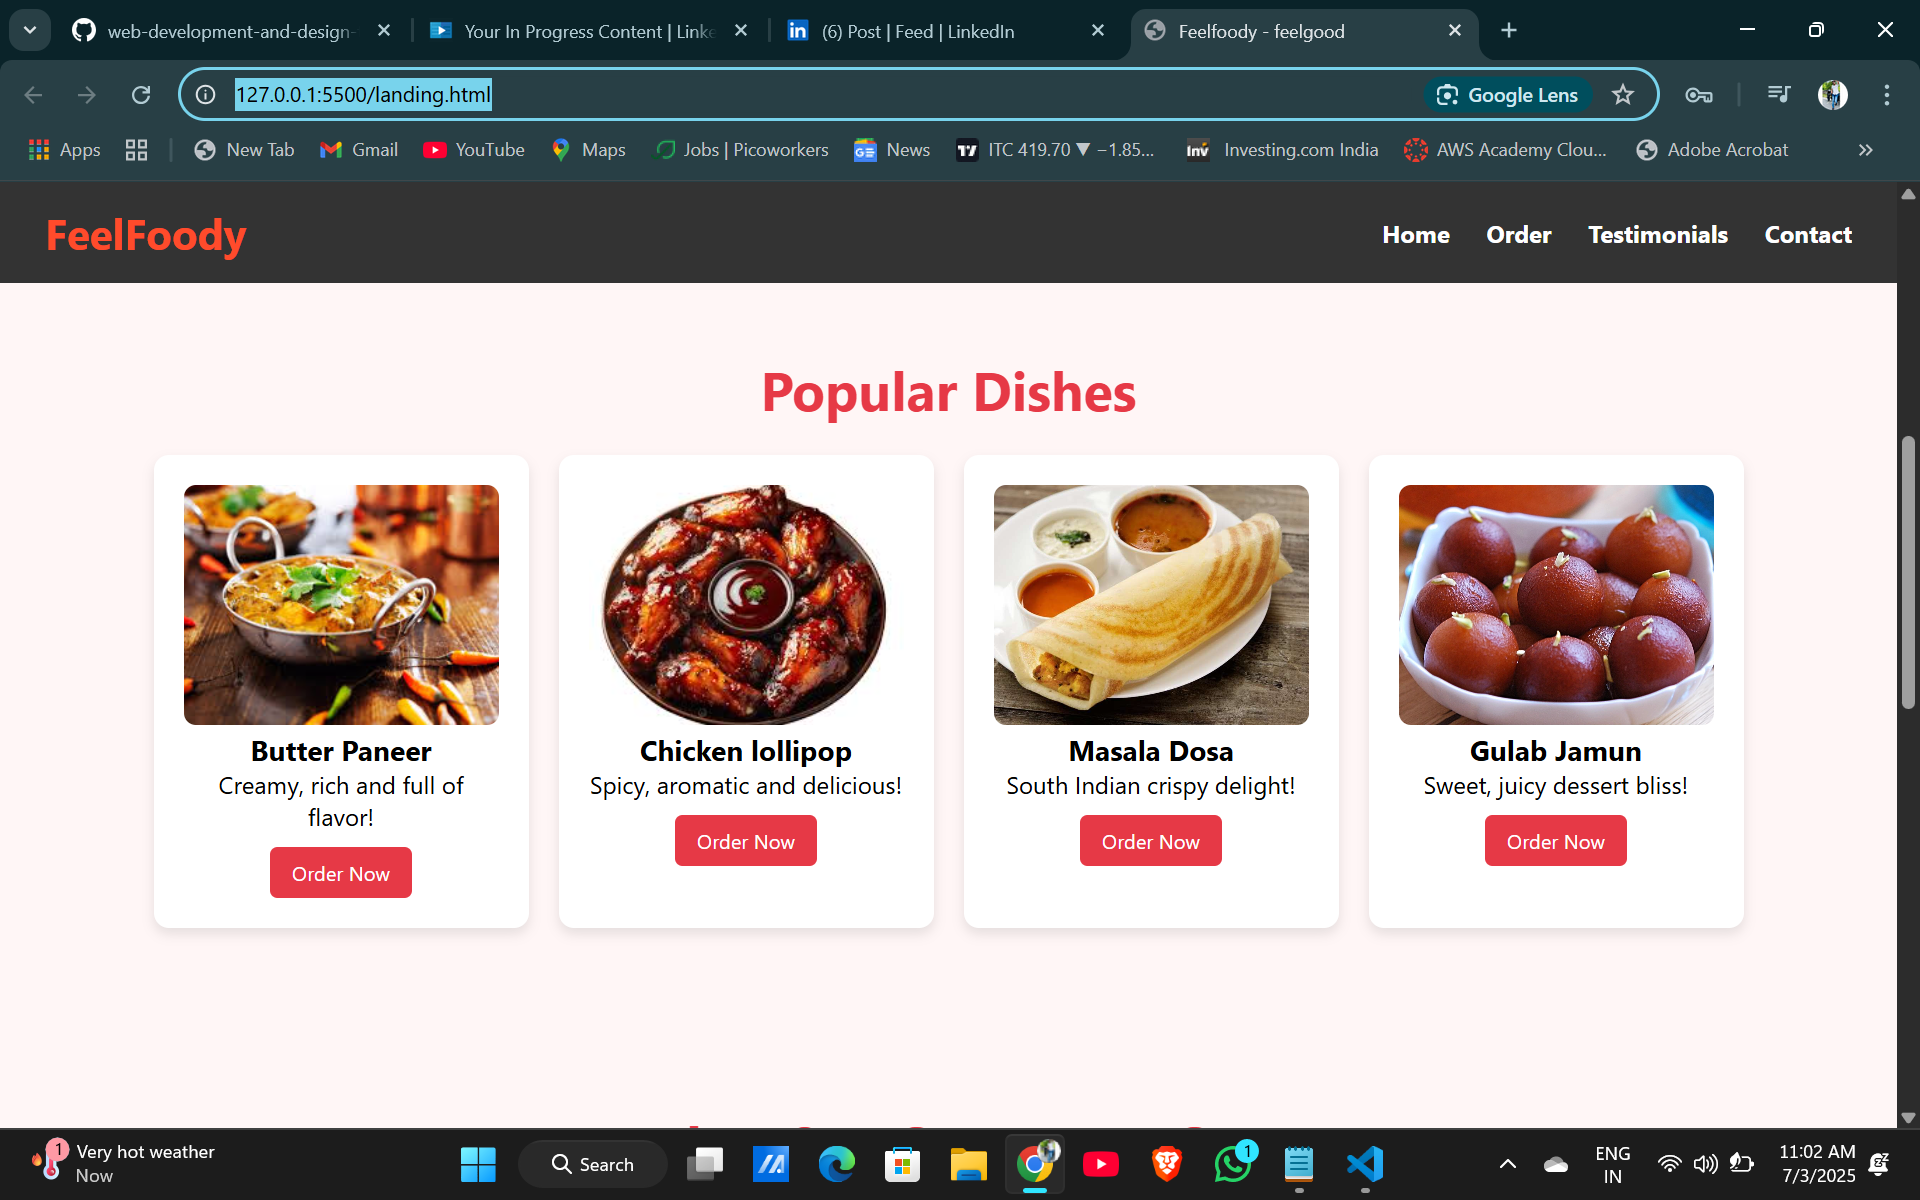 web-development-and-design-
Your In Progress Content | Linke
(6) Post | Feed | LinkedIn
Feelfoody - feelgood
127.0.0.1:5500/landing.html
Google Lens
Apps
New Tab
Gmail
YouTube
Maps
Jobs | Picoworkers
News
ITC 419.70 ▼ −1.85...
Investing.com India
AWS Academy Clou...
Adobe Acrobat
FeelFoody
Home
Order
Testimonials
Contact
Popular Dishes
Butter Paneer
Creamy, rich and full of
flavor!
Order Now
Chicken lollipop
Spicy, aromatic and delicious!
Order Now
Masala Dosa
South Indian crispy delight!
Order Now
Gulab Jamun
Sweet, juicy dessert bliss!
Order Now
1
Very hot weather
Now
Search
1
ENG
IN
11:02 AM
7/3/2025